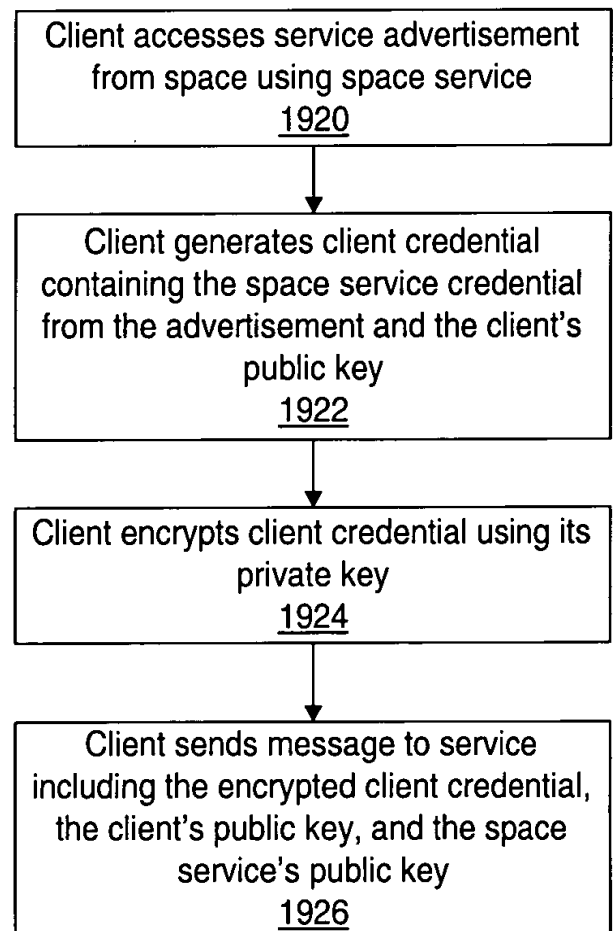 Client accesses service advertisement
from space using space service
1920
Client generates client credential
containing the space service credential
from the advertisement and the client's
public key
1922
Client encrypts client credential using its
private key
1924
Client sends message to service
including the encrypted client credential,
the client's public key, and the space
service's public key
1926